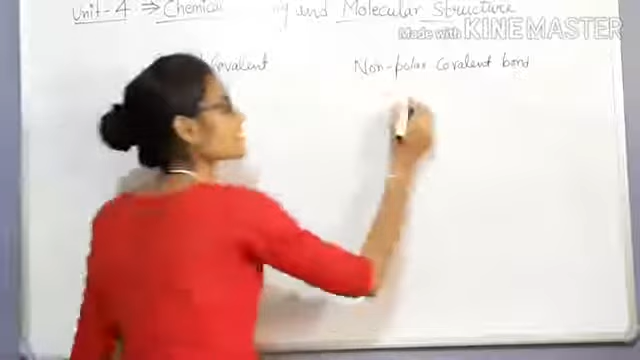 Unit-4 ⇒ Chemical and Molecular Structure
Made with KINEMASTER
Covalent Non-polar Covalent bond